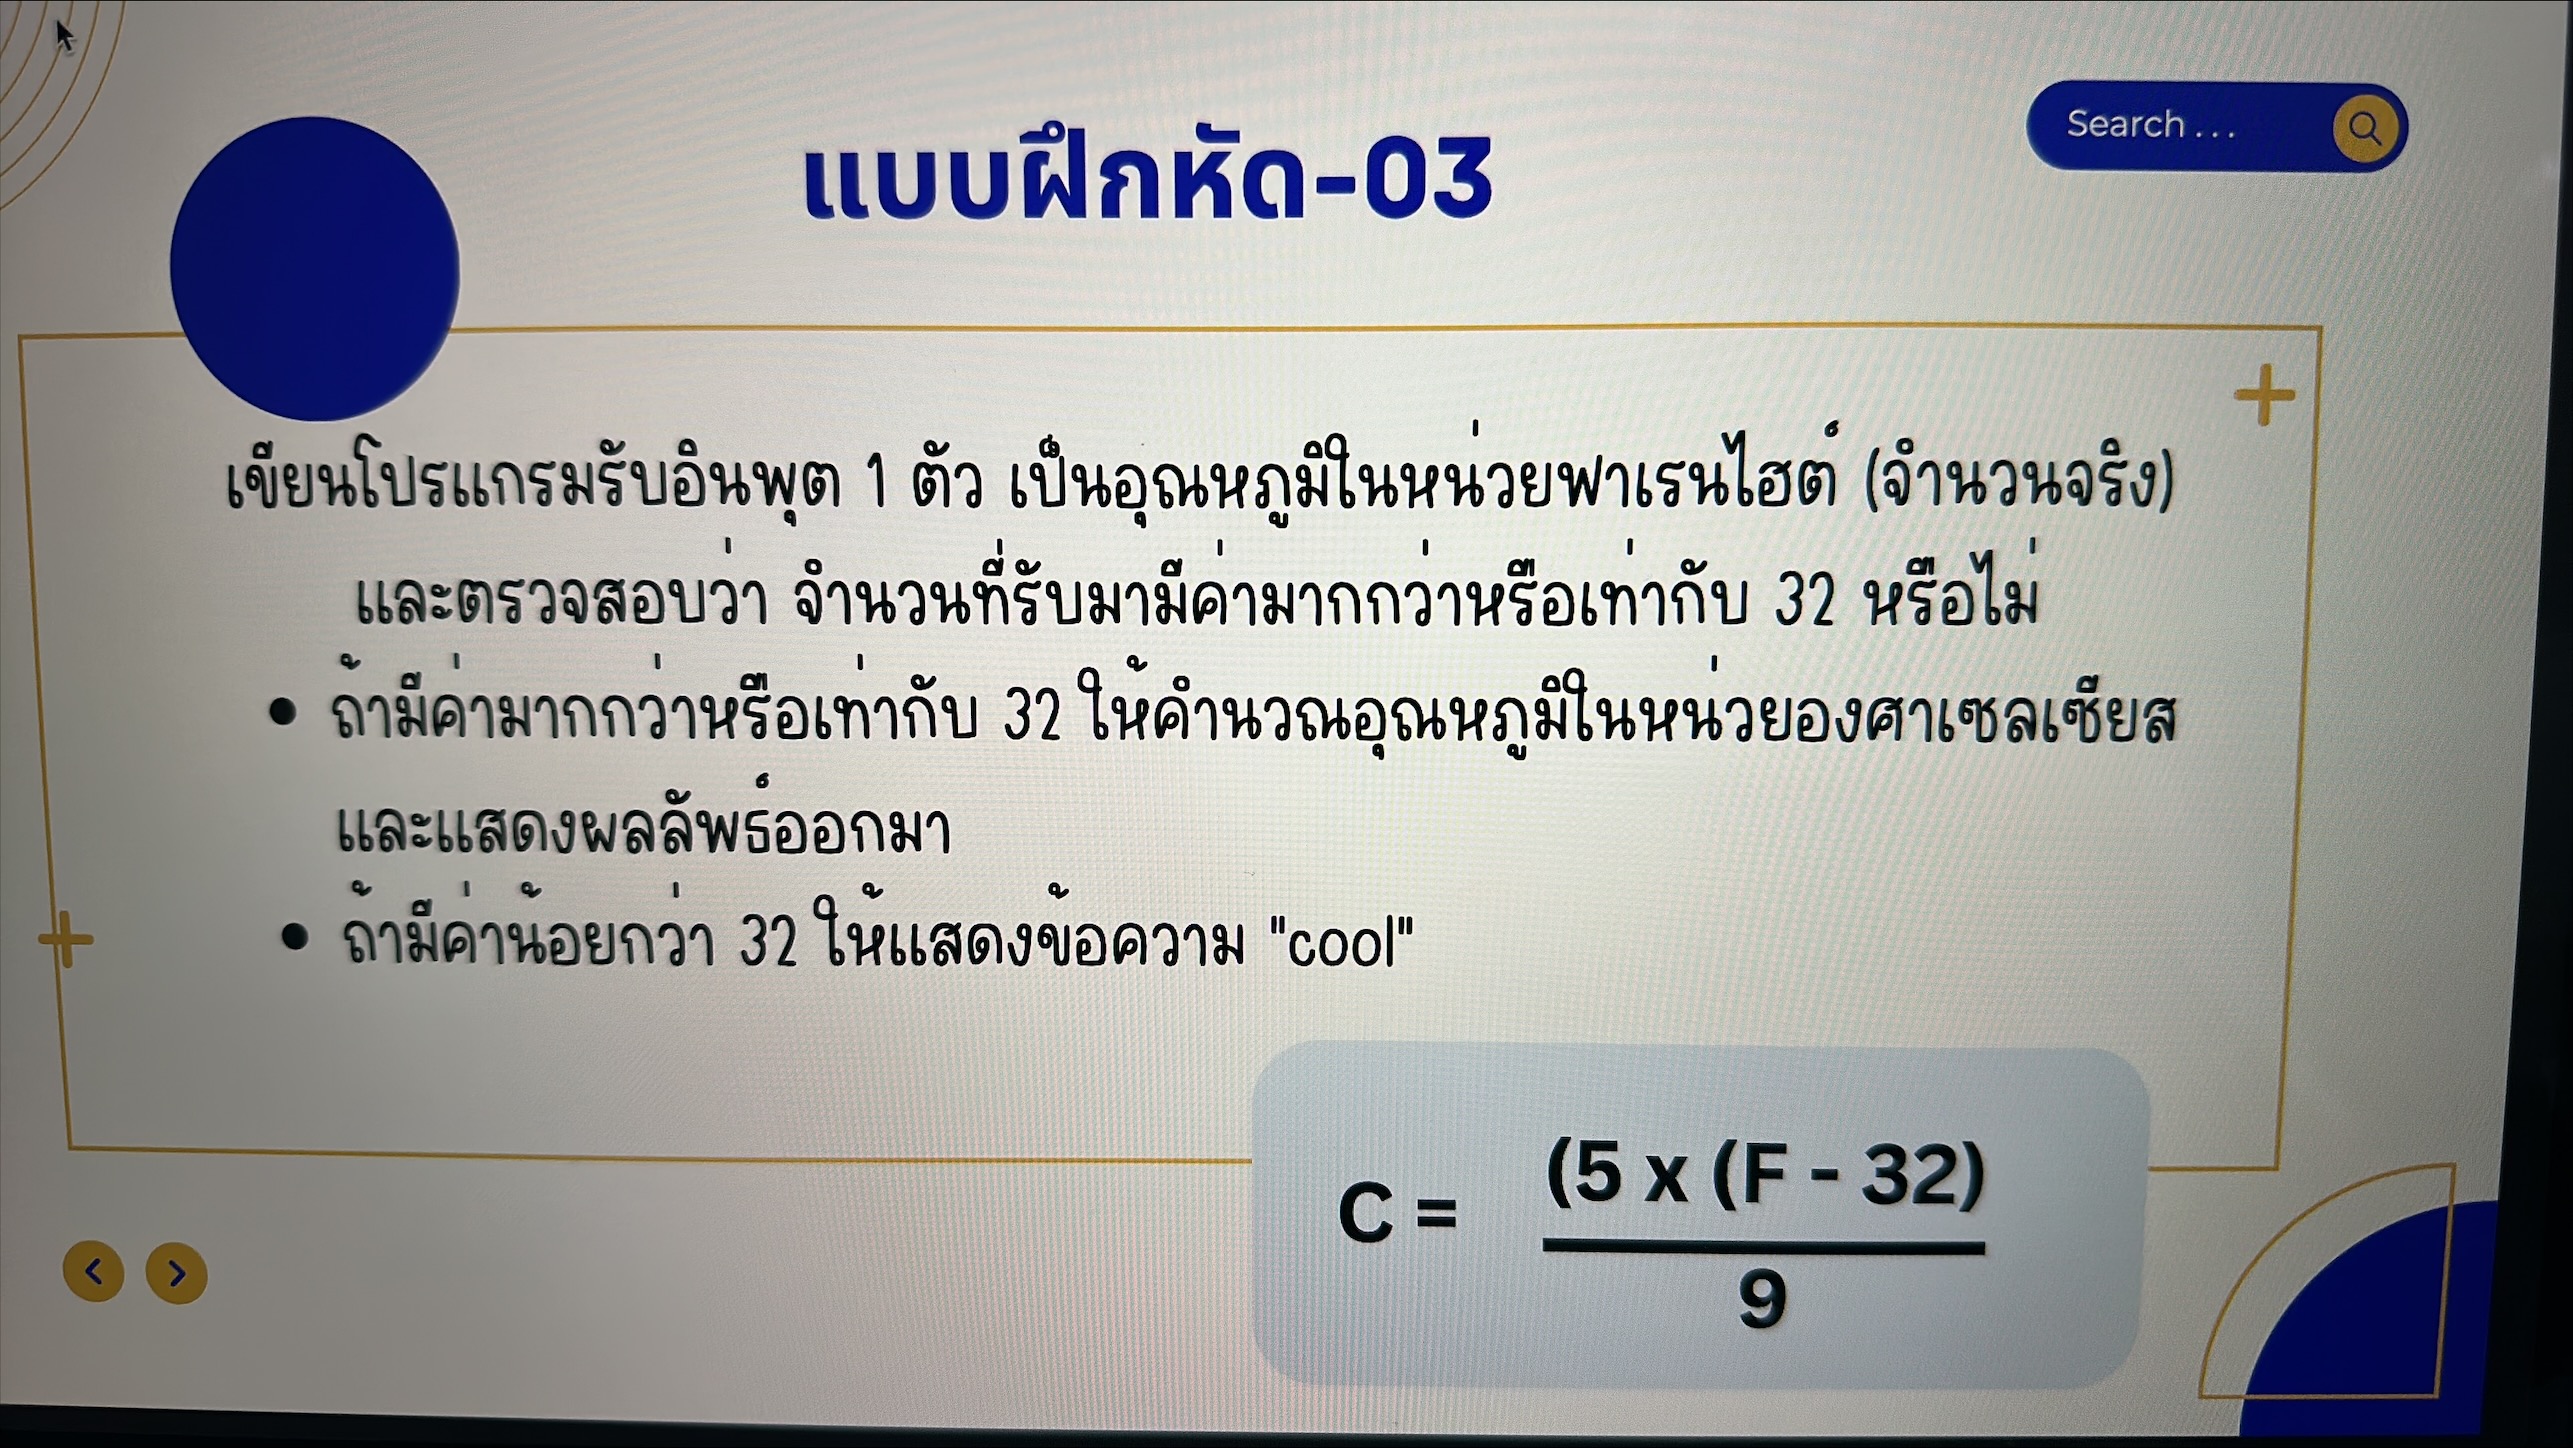 Search . . .
แบบฝึกหัด-03
เขียนโปรแกรมรับอินพุต 1 ตัว เป็นอุณหภูมิในหน่วยฟาเรนไฮต์ (จำนวนจริง)
และตรวจสอบว่า จำนวนที่รับมามีค่ามากกว่าหรือเท่ากับ 32 หรือไม่
• ถ้ามีค่ามากกว่าหรือเท่ากับ 32 ให้คำนวณอุณหภูมิในหน่วยองศาเซลเซียส
และแสดงผลลัพธ์ออกมา
• ถ้ามีค่าน้อยกว่า 32 ให้แสดงข้อความ "cool"
(5 x (F - 32)
C =
9